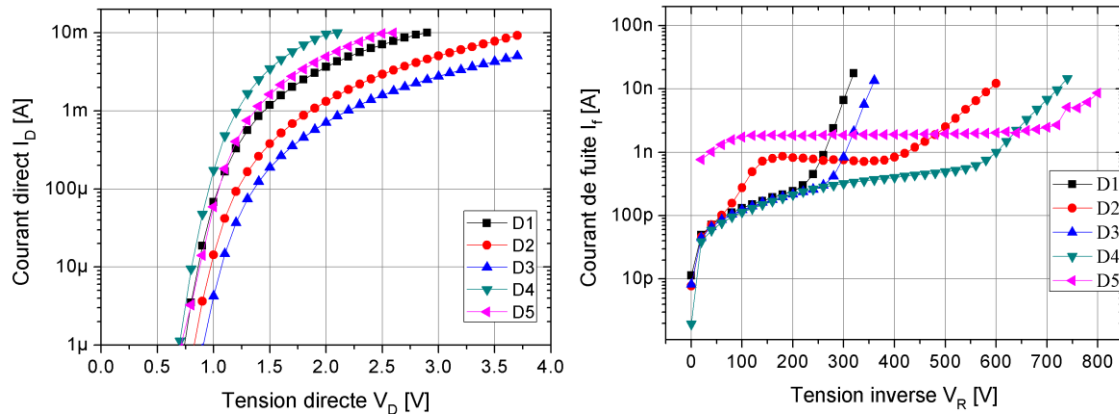 10m
1m
100µ
10µ
1µ
0.0 0.5 1.0 1.5 2.0 2.5 3.0 3.5 4.0
Courant direct I_D [A]
Tension directe V_D [V]
D1
D2
D3
D4
D5
100n
10n
1n
100p
10p
0 100 200 300 400 500 600 700 800
Courant de fuite I_f [A]
Tension inverse V_R [V]
D1
D2
D3
D4
D5